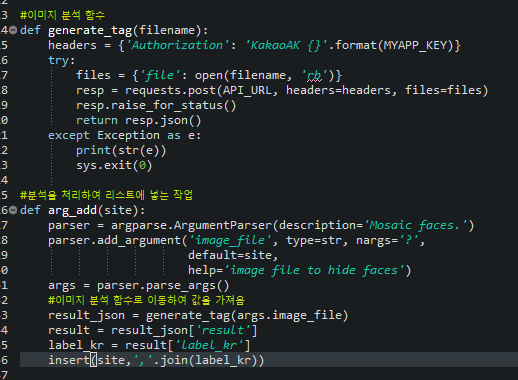 #이미지 분석 함수
def generate_tag(filename):
headers = {'Authorization': 'KakaoAK {}'.format(MYAPP_KEY)}
try:
files = {'file': open(filename, 'rb')}
resp = requests.post(API_URL, headers=headers, files=files)
resp.raise_for_status()
return resp.json()
except Exception as e:
print(str(e))
sys.exit(0)
#분석을 처리하여 리스트에 넣는 작업
def arg_add(site):
parser = argparse.ArgumentParser(description='Mosaic faces.')
parser.add_argument('image_file', type=str, nargs='?',
default=site,
help='image file to hide faces')
args = parser.parse_args()
#이미지 분석 함수로 이동하여 값을 가져옴
result_json = generate_tag(args.image_file)
result = result_json['result']
label_kr = result['label_kr']
insert(site,','.join(label_kr))